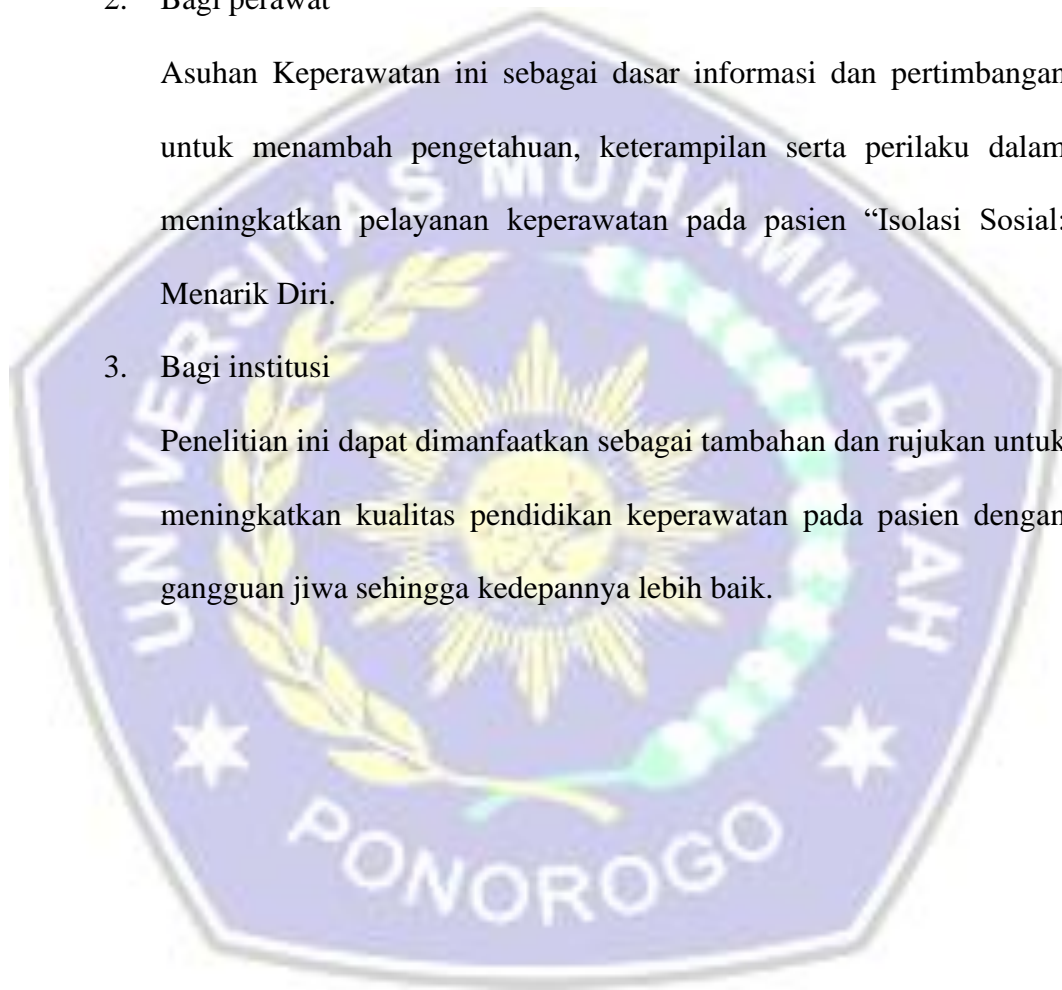 2. Bagi perawat
Asuhan Keperawatan ini sebagai dasar informasi dan pertimbangan
untuk menambah pengetahuan, keterampilan serta perilaku dalam
meningkatkan pelayanan keperawatan pada pasien “Isolasi Sosial:
Menarik Diri.
3. Bagi institusi
Penelitian ini dapat dimanfaatkan sebagai tambahan dan rujukan untuk
meningkatkan kualitas pendidikan keperawatan pada pasien dengan
gangguan jiwa sehingga kedepannya lebih baik.
UNIVERSITAS MUHAMMADIYAH
PONOROGO